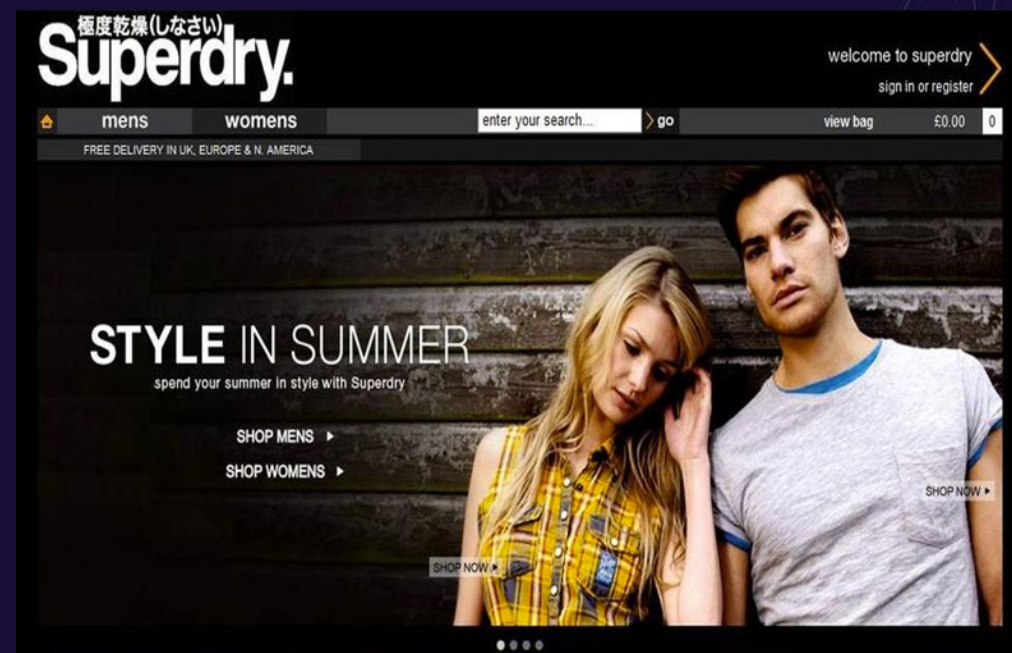 極度乾燥(しなさい)
Superdry.
welcome to superdry
sign in or register
mens womens enter your search... go view bag £0.00 0
FREE DELIVERY IN UK, EUROPE & N. AMERICA
STYLE IN SUMMER
spend your summer in style with Superdry
SHOP MENS
SHOP WOMENS
SHOP NOW
SHOP NOW